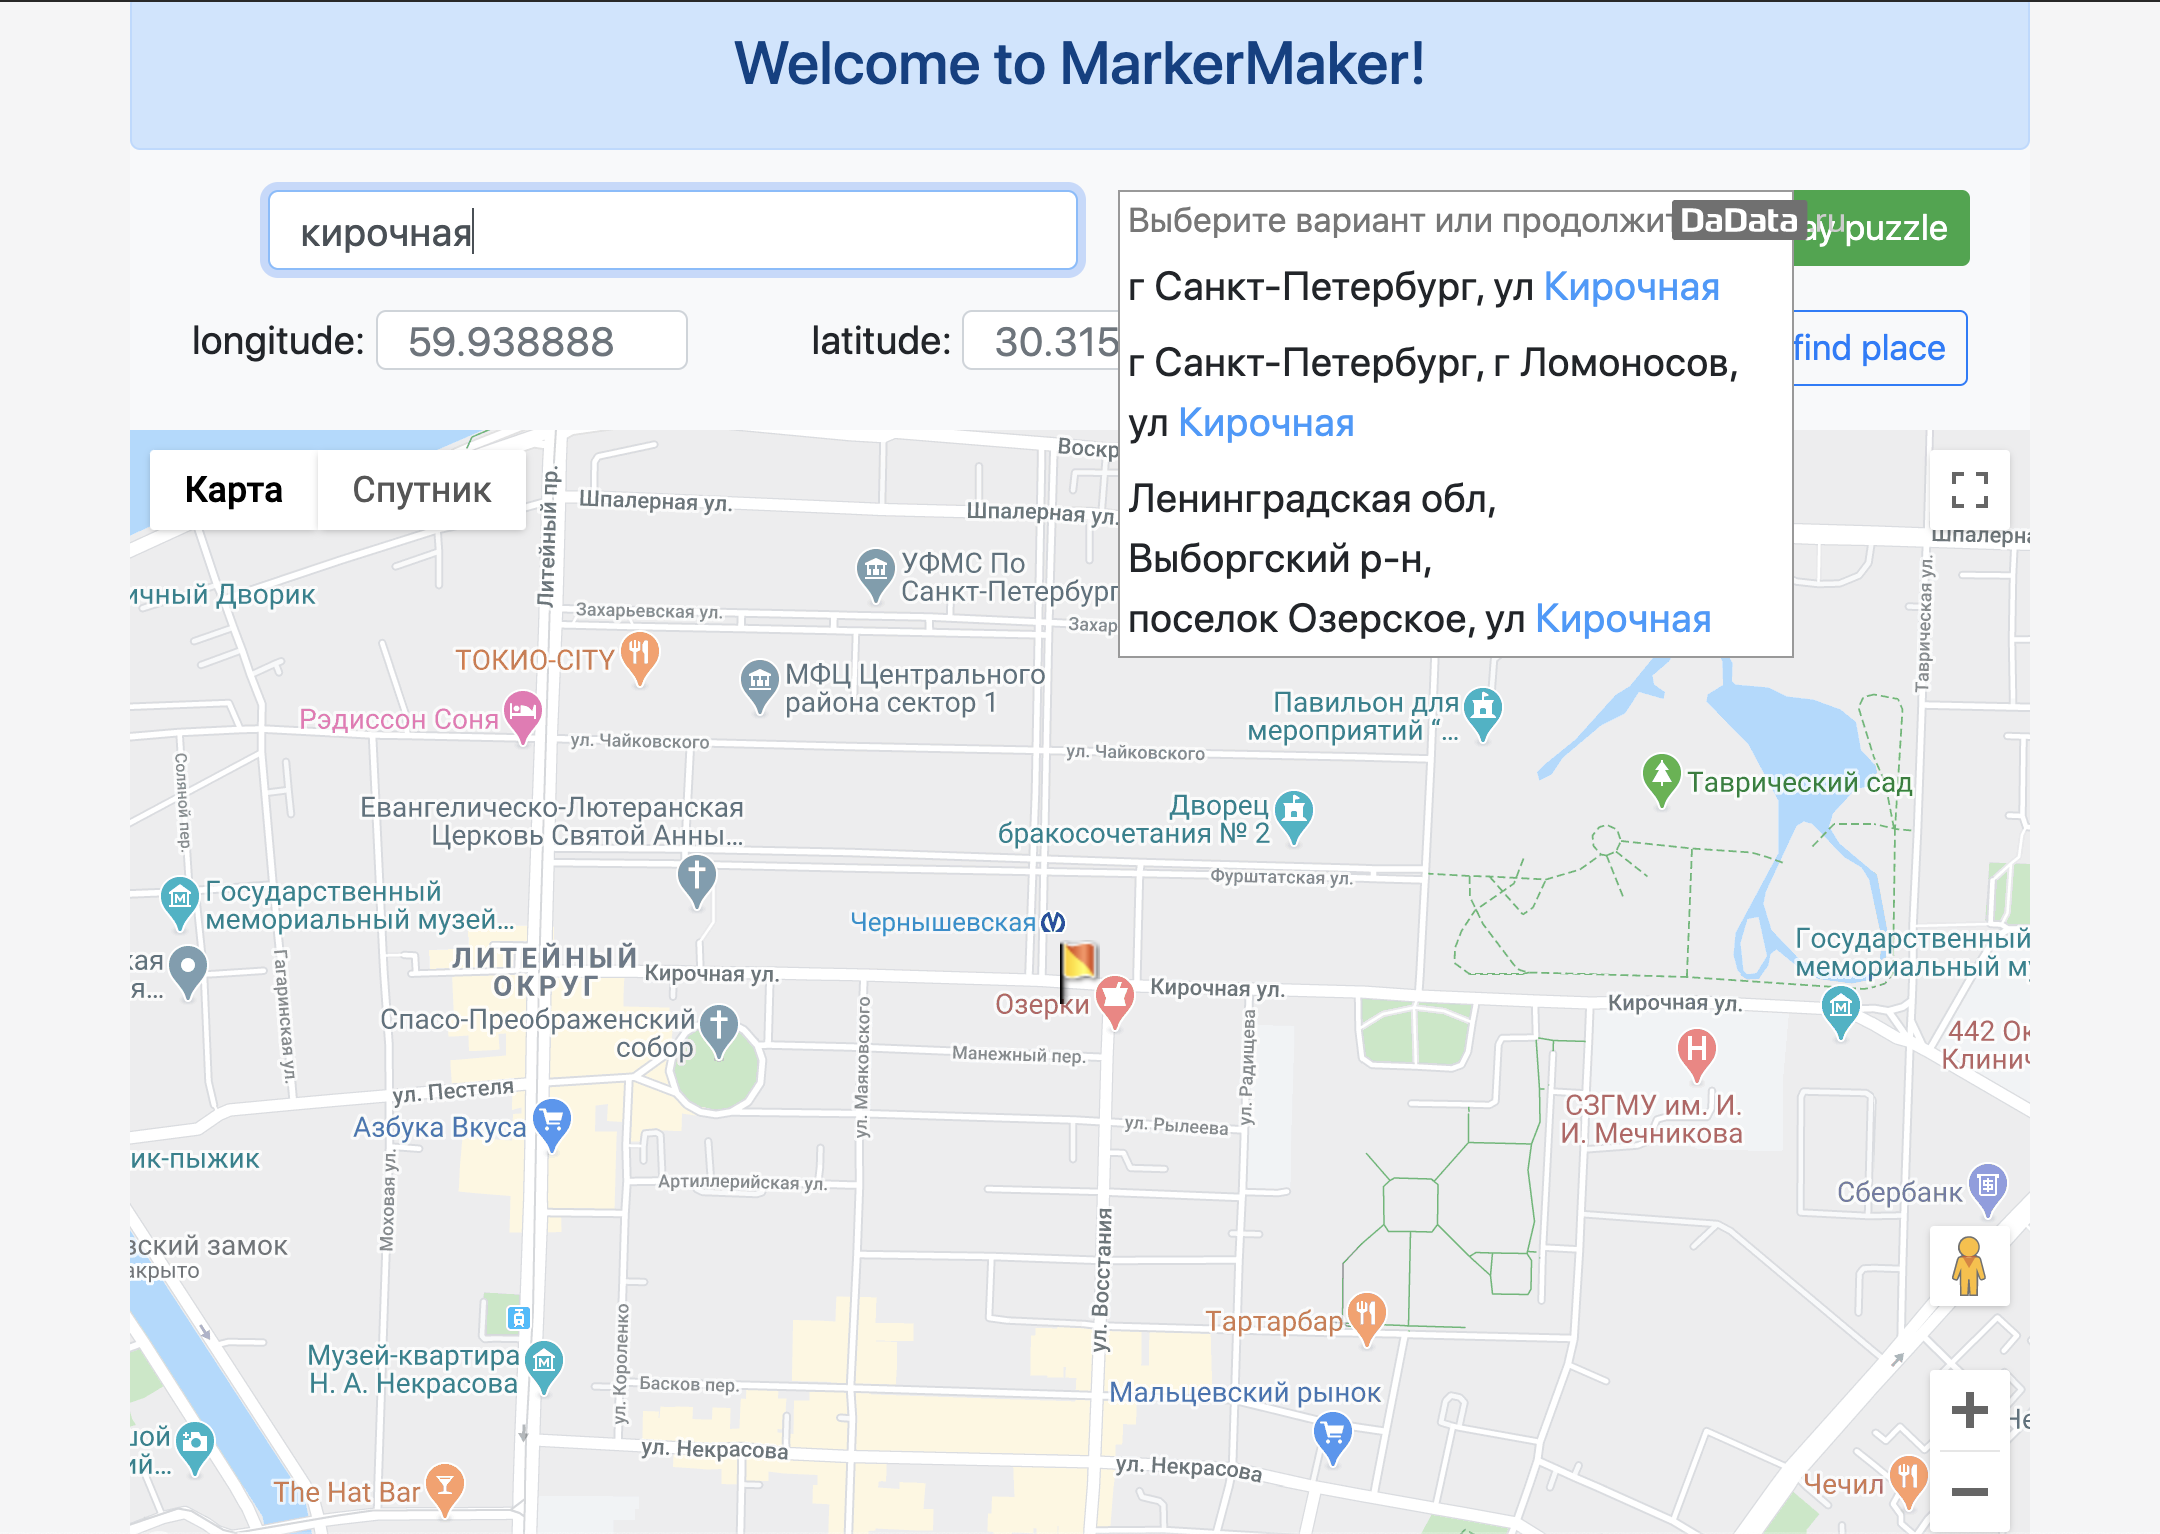 Welcome to MarkerMaker!
кирочная
Выберите вариант или продолжит
DaData
ru
puzzle
г Санкт-Петербург, ул Кирочная
г Санкт-Петербург, г Ломоносов,
ул Кирочная
Ленинградская обл,
Выборгский р-н,
поселок Озерское, ул Кирочная
longitude: 59.938888
latitude: 30.315
find place
Карта
Спутник
Воскр
Литейный пр.
Шпалерная ул.
Шпалерная ул.
Шпалерна
УФМС По
Санкт-Петербург
ичный Дворик
Захарьевская ул.
Захар
Таврическая ул.
ТОКИО-CITY
МФЦ Центрального
района сектор 1
Рэдиссон Соня
Павильон для
мероприятий “...
ул. Чайковского
ул. Чайковского
Соляной пер.
Таврический сад
Евангелическо-Лютеранская
Церковь Святой Анны...
Дворец
бракосочетания № 2
Фурштатская ул.
Государственный
мемориальный музей...
Чернышевская
Государственный
мемориальный му
кая
я...
ЛИТЕЙНЫЙ
ОКРУГ
Кирочная ул.
Кирочная ул.
Кирочная ул.
Гагаринская ул.
Озерки
Спасо-Преображенский
собор
ул. Маяковского
Манежный пер.
ул. Радищева
442 Ок
Клинич
ул. Пестеля
СЗГМУ им. И.
И. Мечникова
Азбука Вкуса
ул. Рылеева
ик-пыжик
Моховая ул.
Артиллерийская ул.
Сбербанк
вский замок
акрыто
ул. Восстания
ул. Короленко
Тартарбар
Музей-квартира
Н. А. Некрасова
Басков пер.
Мальцевский рынок
Не
шой
ий...
ул. Некрасова
ул. Некрасова
The Hat Bar
Чечил